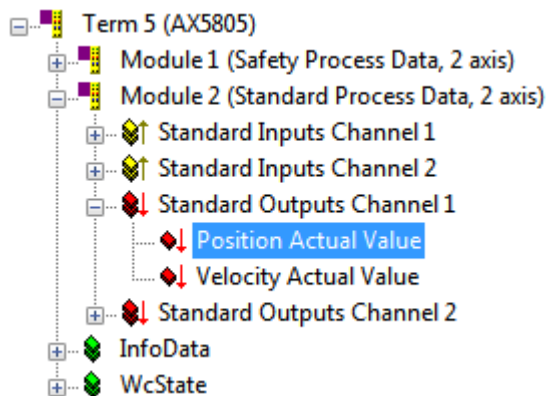 Term 5 (AX5805)
Module 1 (Safety Process Data, 2 axis)
Module 2 (Standard Process Data, 2 axis)
Standard Inputs Channel 1
Standard Inputs Channel 2
Standard Outputs Channel 1
Position Actual Value
Velocity Actual Value
Standard Outputs Channel 2
InfoData
WcState